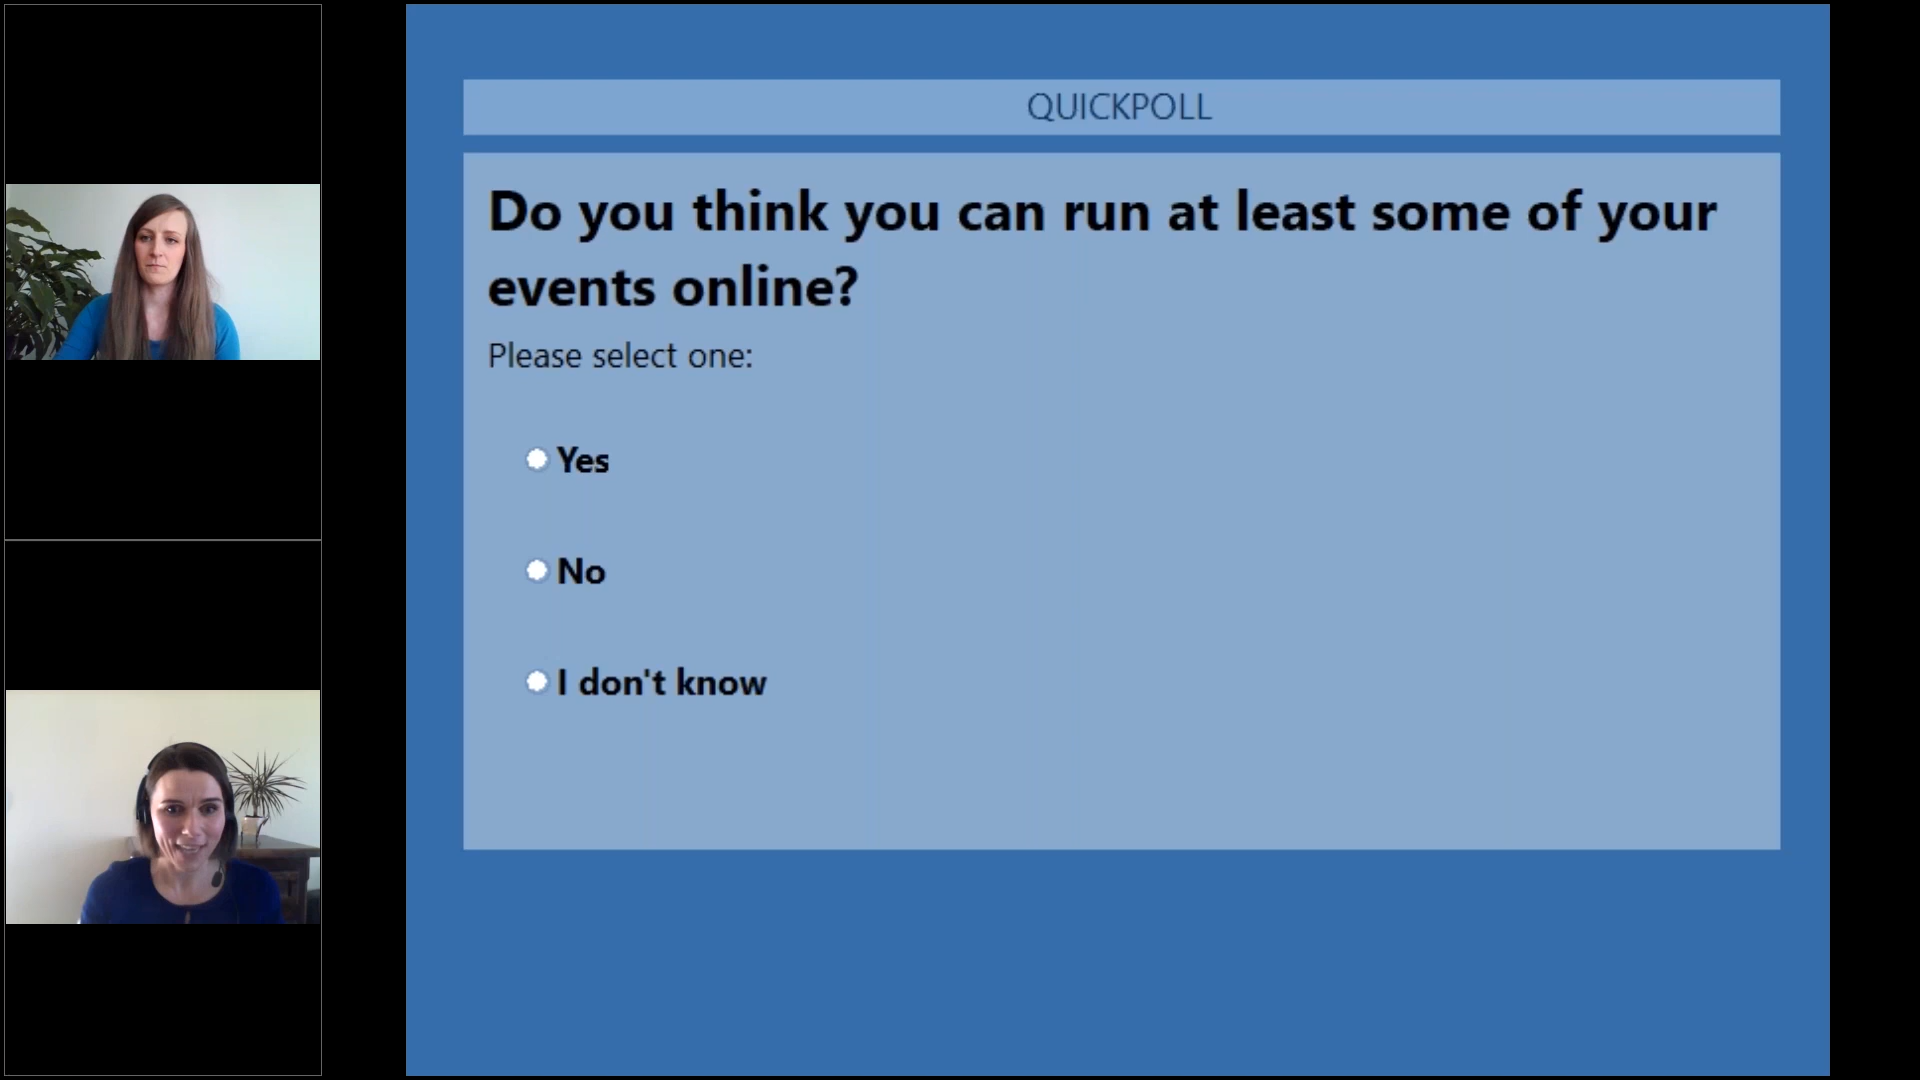 QUICKPOLL
Do you think you can run at least some of your
events online?
Please select one:
Yes
No
I don't know